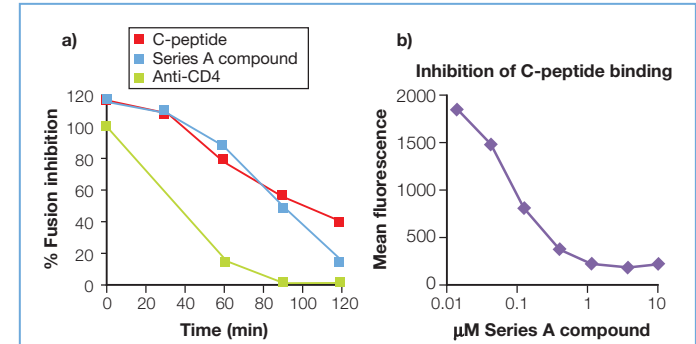 a)
C-peptide
Series A compound
Anti-CD4
% Fusion inhibition
120
100
80
60
40
20
0
0 20 40 60 80 100 120
Time (min)
b)
Inhibition of C-peptide binding
Mean fluorescence
2000
1500
1000
500
0
0.01 0.1 1 10
µM Series A compound